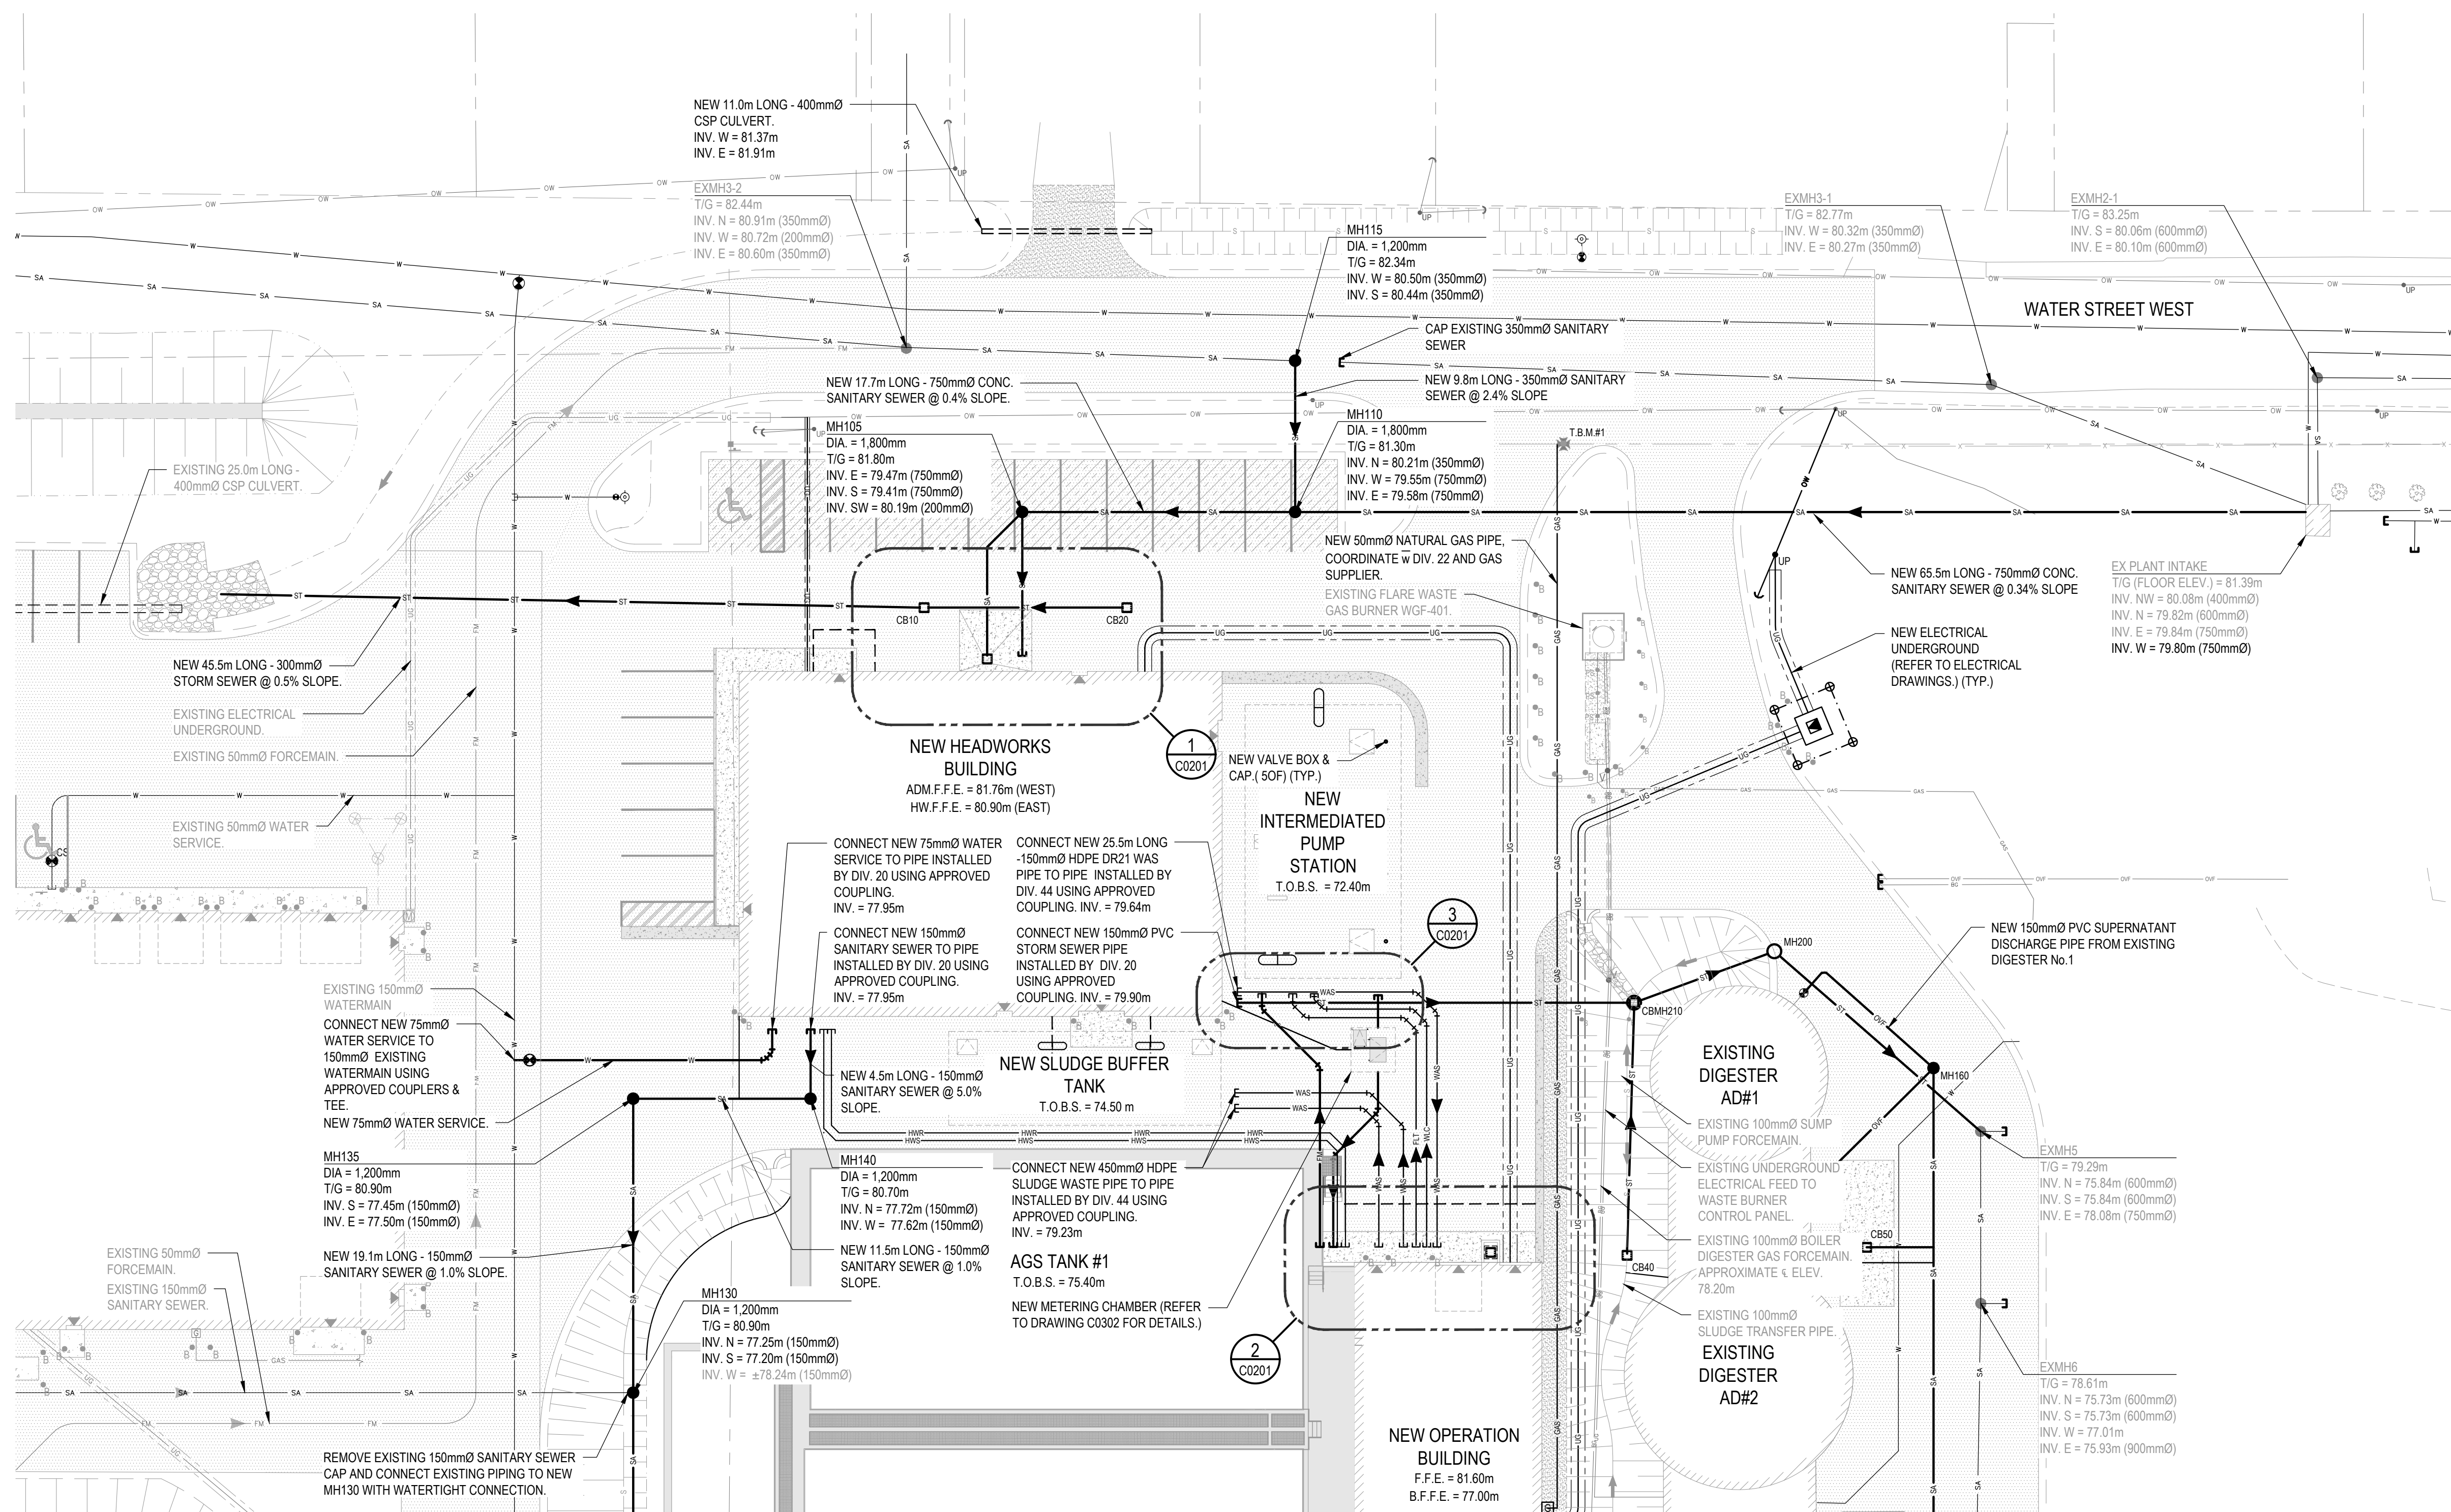 NEW 11.0m LONG - 400mmØ
CSP CULVERT.
INV. W = 81.37m
INV. E = 81.91m
EXMH3-2
T/G = 82.44m
INV. N = 80.91m (350mmØ)
INV. W = 80.72m (200mmØ)
INV. E = 80.60m (350mmØ)
MH115
DIA. = 1,200mm
T/G = 82.34m
INV. W = 80.50m (350mmØ)
INV. S = 80.44m (350mmØ)
EXMH3-1
T/G = 82.77m
INV. W = 80.32m (350mmØ)
INV. E = 80.27m (350mmØ)
EXMH2-1
T/G = 83.25m
INV. S = 80.06m (600mmØ)
INV. E = 80.10m (600mmØ)
WATER STREET WEST
CAP EXISTING 350mmØ SANITARY
SEWER
NEW 9.8m LONG - 350mmØ SANITARY
SEWER @ 2.4% SLOPE
NEW 17.7m LONG - 750mmØ CONC.
SANITARY SEWER @ 0.4% SLOPE.
MH105
DIA. = 1,800mm
T/G = 81.80m
INV. E = 79.47m (750mmØ)
INV. S = 79.41m (750mmØ)
INV. SW = 80.19m (200mmØ)
MH110
DIA. = 1,800mm
T/G = 81.30m
INV. N = 80.21m (350mmØ)
INV. W = 79.55m (750mmØ)
INV. E = 79.58m (750mmØ)
T.B.M.#1
EXISTING 25.0m LONG -
400mmØ CSP CULVERT.
NEW 50mmØ NATURAL GAS PIPE,
COORDINATE w DIV. 22 AND GAS
SUPPLIER.
EXISTING FLARE WASTE
GAS BURNER WGF-401.
NEW 65.5m LONG - 750mmØ CONC.
SANITARY SEWER @ 0.34% SLOPE
EX PLANT INTAKE
T/G (FLOOR ELEV.) = 81.39m
INV. NW = 80.08m (400mmØ)
INV. N = 79.82m (600mmØ)
INV. E = 79.84m (750mmØ)
INV. W = 79.80m (750mmØ)
NEW ELECTRICAL
UNDERGROUND
(REFER TO ELECTRICAL
DRAWINGS.) (TYP.)
CB10
CB20
NEW 45.5m LONG - 300mmØ
STORM SEWER @ 0.5% SLOPE.
EXISTING ELECTRICAL
UNDERGROUND.
EXISTING 50mmØ FORCEMAIN.
EXISTING 50mmØ WATER
SERVICE.
NEW HEADWORKS
BUILDING
ADM.F.F.E. = 81.76m (WEST)
HW.F.F.E. = 80.90m (EAST)
1
C0201
NEW VALVE BOX &
CAP.( 5OF) (TYP.)
NEW
INTERMEDIATED
PUMP
STATION
T.O.B.S. = 72.40m
CONNECT NEW 75mmØ WATER
SERVICE TO PIPE INSTALLED
BY DIV. 20 USING APPROVED
COUPLING.
INV. = 77.95m
CONNECT NEW 25.5m LONG
-150mmØ HDPE DR21 WAS
PIPE TO PIPE INSTALLED BY
DIV. 44 USING APPROVED
COUPLING. INV. = 79.64m
CONNECT NEW 150mmØ
SANITARY SEWER TO PIPE
INSTALLED BY DIV. 20 USING
APPROVED COUPLING.
INV. = 77.95m
CONNECT NEW 150mmØ PVC
STORM SEWER PIPE
INSTALLED BY DIV. 20
USING APPROVED
COUPLING. INV. = 79.90m
3
C0201
NEW 150mmØ PVC SUPERNATANT
DISCHARGE PIPE FROM EXISTING
DIGESTER No.1
MH200
CBMH210
MH160
EXISTING 150mmØ
WATERMAIN
CONNECT NEW 75mmØ
WATER SERVICE TO
150mmØ EXISTING
WATERMAIN USING
APPROVED COUPLERS &
TEE.
NEW 75mmØ WATER SERVICE.
NEW 4.5m LONG - 150mmØ
SANITARY SEWER @ 5.0%
SLOPE.
NEW SLUDGE BUFFER
TANK
T.O.B.S. = 74.50 m
EXISTING
DIGESTER
AD#1
EXISTING 100mmØ SUMP
PUMP FORCEMAIN.
EXISTING UNDERGROUND
ELECTRICAL FEED TO
WASTE BURNER
CONTROL PANEL.
EXISTING 100mmØ BOILER
DIGESTER GAS FORCEMAIN.
APPROXIMATE ℄ ELEV.
78.20m
EXISTING 100mmØ
SLUDGE TRANSFER PIPE.
EXISTING
DIGESTER
AD#2
MH135
DIA = 1,200mm
T/G = 80.90m
INV. S = 77.45m (150mmØ)
INV. E = 77.50m (150mmØ)
MH140
DIA = 1,200mm
T/G = 80.70m
INV. N = 77.72m (150mmØ)
INV. W = 77.62m (150mmØ)
CONNECT NEW 450mmØ HDPE
SLUDGE WASTE PIPE TO PIPE
INSTALLED BY DIV. 44 USING
APPROVED COUPLING.
INV. = 79.23m
NEW 19.1m LONG - 150mmØ
SANITARY SEWER @ 1.0% SLOPE.
NEW 11.5m LONG - 150mmØ
SANITARY SEWER @ 1.0%
SLOPE.
AGS TANK #1
T.O.B.S. = 75.40m
NEW METERING CHAMBER (REFER
TO DRAWING C0302 FOR DETAILS.)
EXISTING 50mmØ
FORCEMAIN.
EXISTING 150mmØ
SANITARY SEWER.
MH130
DIA = 1,200mm
T/G = 80.90m
INV. N = 77.25m (150mmØ)
INV. S = 77.20m (150mmØ)
INV. W = ±78.24m (150mmØ)
2
C0201
CB40
CB50
EXMH5
T/G = 79.29m
INV. N = 75.84m (600mmØ)
INV. S = 75.84m (600mmØ)
INV. E = 78.08m (750mmØ)
EXMH6
T/G = 78.61m
INV. N = 75.73m (600mmØ)
INV. S = 75.73m (600mmØ)
INV. W = 77.01m
INV. E = 75.93m (900mmØ)
REMOVE EXISTING 150mmØ SANITARY SEWER
CAP AND CONNECT EXISTING PIPING TO NEW
MH130 WITH WATERTIGHT CONNECTION.
NEW OPERATION
BUILDING
F.F.E. = 81.60m
B.F.F.E. = 77.00m